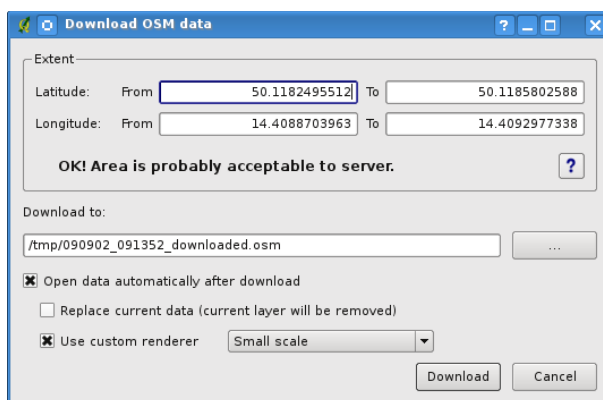 Download OSM data
Extent
Latitude: From 50.1182495512 To 50.1185802588
Longitude: From 14.4088703963 To 14.4092977338
OK! Area is probably acceptable to server. ?
Download to:
/tmp/090902_091352_downloaded.osm ...
Open data automatically after download
Replace current data (current layer will be removed)
Use custom renderer Small scale
Download Cancel